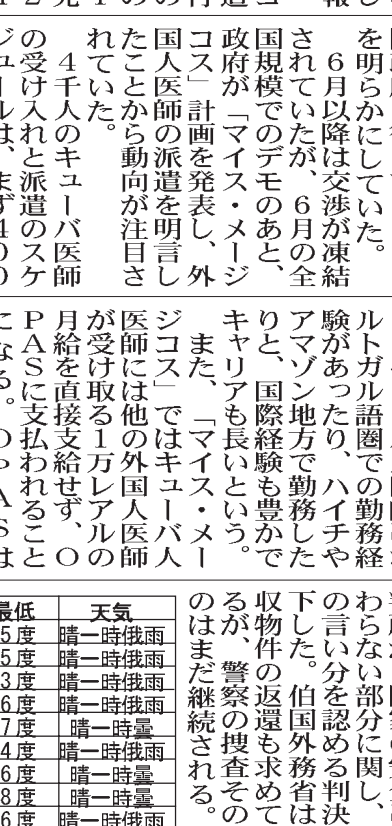 を明らかにしていた。
６月以降は交渉が凍結
されていたが、６月の全
国規模でのデモのあと、
政府が「マイス・メージ
コス」計画を発表し、外
国人医師の派遣を明言し
たことから動向が注目さ
れていた。
４千人のキューバ医師
の受け入れと派遣のスケ
ジュールは、まず４００
ルトガル語圏での勤務経
験があったり、ハイチや
アマゾン地方で勤務した
りと、国際経験も豊かで
キャリアも長いという。
また、「マイス・メー
ジコス」ではキューバ人
医師には他の外国人医師
が受け取る１万レアルの
月給を直接支給せず、Ｏ
ＰＡＳに支払われること
になる。ＯＰＡＳは
わらない部分に関し、
の言い分を認める判決
下した。伯国外務省は
収物件の返還も求めて
るが、警察の捜査その
のはまだ継続される。
最低 天気
5度 晴一時俄雨
5度 晴一時俄雨
3度 晴一時俄雨
6度 晴一時俄雨
7度 晴一時曇
4度 晴一時俄雨
6度 晴一時曇
8度 晴一時曇
6度 晴一時俄雨